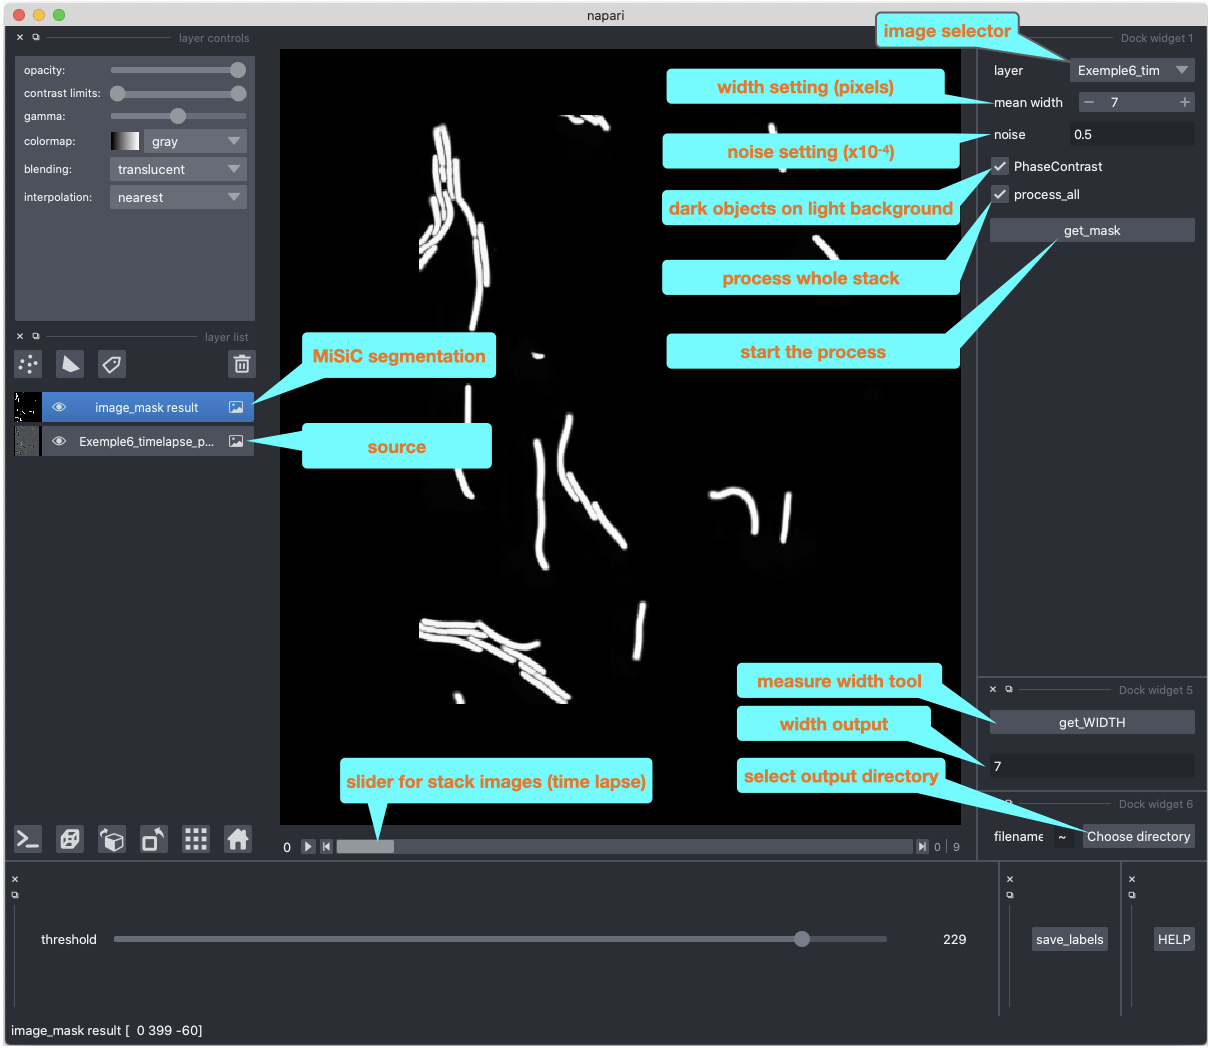 napari
layer controls
opacity:
contrast limits:
gamma:
colormap:
gray
blending:
translucent
interpolation:
nearest
layer list
image_mask result
Exemple6_timelapse_p...
MiSiC segmentation
source
image selector
width setting (pixels)
noise setting (x10-4)
dark objects on light background
process whole stack
start the process
measure width tool
width output
select output directory
slider for stack images (time lapse)
0
0 | 9
Dock widget 1
layer
Exemple6_tim
mean width
− 7 +
noise
0.5
PhaseContrast
process_all
get_mask
Dock widget 5
get_WIDTH
7
Dock widget 6
filename
~
Choose directory
threshold
229
save_labels
HELP
image_mask result [  0 399 -60]